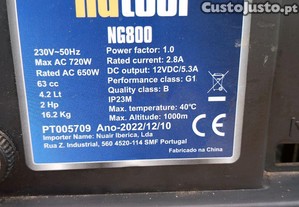 CustoJusto.pt
nutool
NG800
230V~50Hz
Max AC 720W
Rated AC 650W
63 cc
4.2 Lt
2 Hp
16.2 Kg
Power factor: 1.0
Rated current: 2.8A
DC output: 12VDC/5.3A
Performance class: G1
Quality class: B
IP23M
Max. temperature: 40°C
Max. Altitude: 1000m
PT005709 Ano-2022/12/10
Importer Name: Nuair Iberica, Lda
Rua Z. Industrial, 560 4520-114 SMF Portugal
Fabricado na China